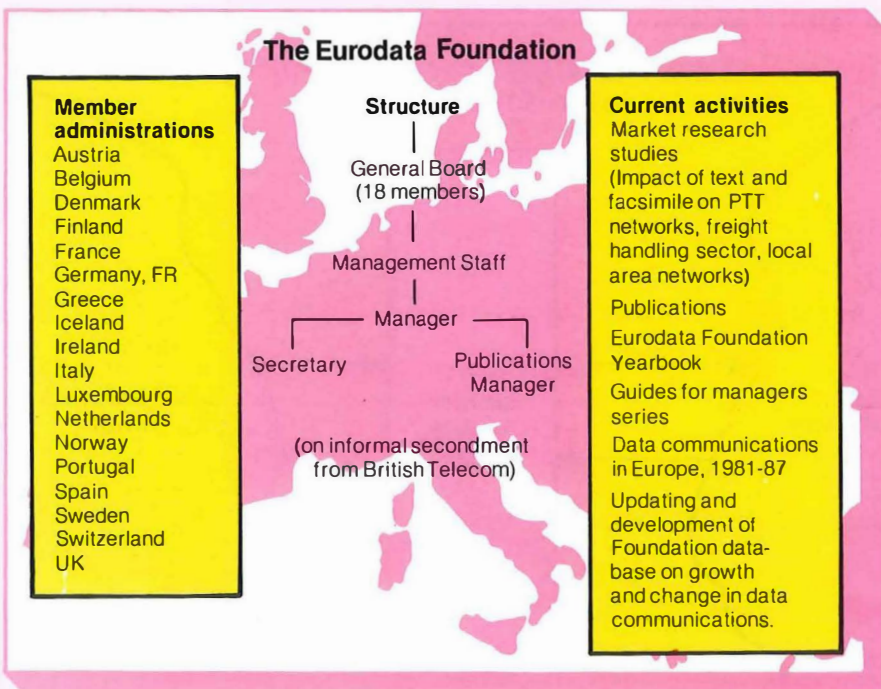 The Eurodata Foundation
Member
administrations
Austria
Belgium
Denmark
Finland
France
Germany, FR
Greece
Iceland
Ireland
Italy
Luxembourg
Netherlands
Norway
Portugal
Spain
Sweden
Switzerland
UK
Structure
General Board
(18 members)
Management Staff
Manager
Secretary
Publications
Manager
(on informal secondment
from British Telecom)
Current activities
Market research
studies
(Impact of text and
facsimile on PTT
networks, freight
handling sector, local
area networks)
Publications
Eurodata Foundation
Yearbook
Guides for managers
series
Data communications
in Europe, 1981-87
Updating and
development of
Foundation data-
base on growth
and change in data
communications.